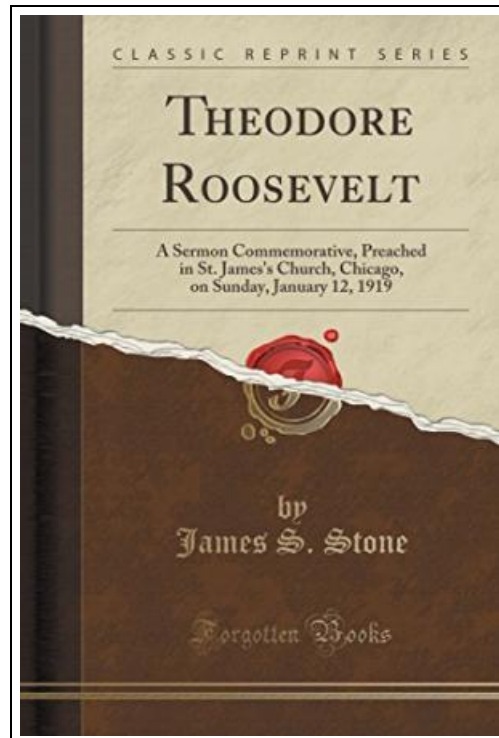 CLASSIC REPRINT SERIES
THEODORE
ROOSEVELT
A Sermon Commemorative, Preached
in St. James's Church, Chicago,
on Sunday, January 12, 1919
by
James S. Stone
Forgotten Books